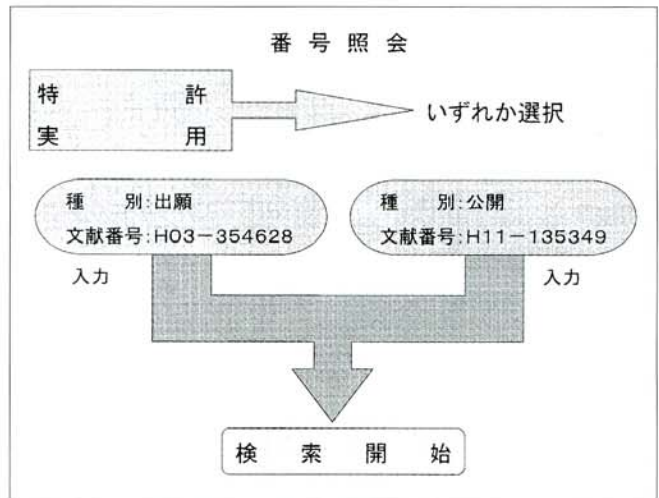 番号照会
特許
実用
いずれか選択
種　別:出願
文献番号:H03－354628
種　別:公開
文献番号:H11－135349
入力
入力
検索開始